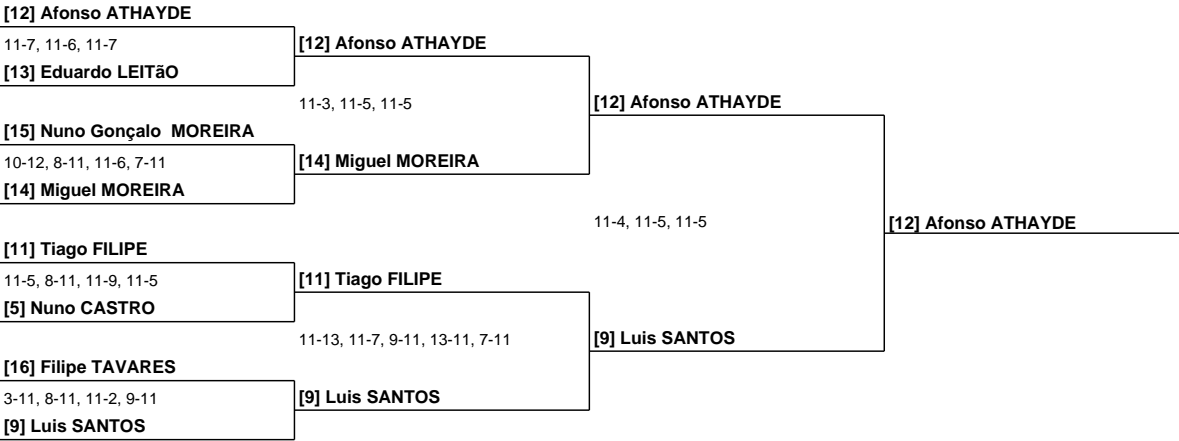 [12] Afonso ATHAYDE
11-7, 11-6, 11-7
[12] Afonso ATHAYDE
[13] Eduardo LEITãO
11-3, 11-5, 11-5
[12] Afonso ATHAYDE
[15] Nuno Gonçalo  MOREIRA
10-12, 8-11, 11-6, 7-11
[14] Miguel MOREIRA
[14] Miguel MOREIRA
11-4, 11-5, 11-5
[12] Afonso ATHAYDE
[11] Tiago FILIPE
11-5, 8-11, 11-9, 11-5
[11] Tiago FILIPE
[5] Nuno CASTRO
11-13, 11-7, 9-11, 13-11, 7-11
[9] Luis SANTOS
[16] Filipe TAVARES
3-11, 8-11, 11-2, 9-11
[9] Luis SANTOS
[9] Luis SANTOS